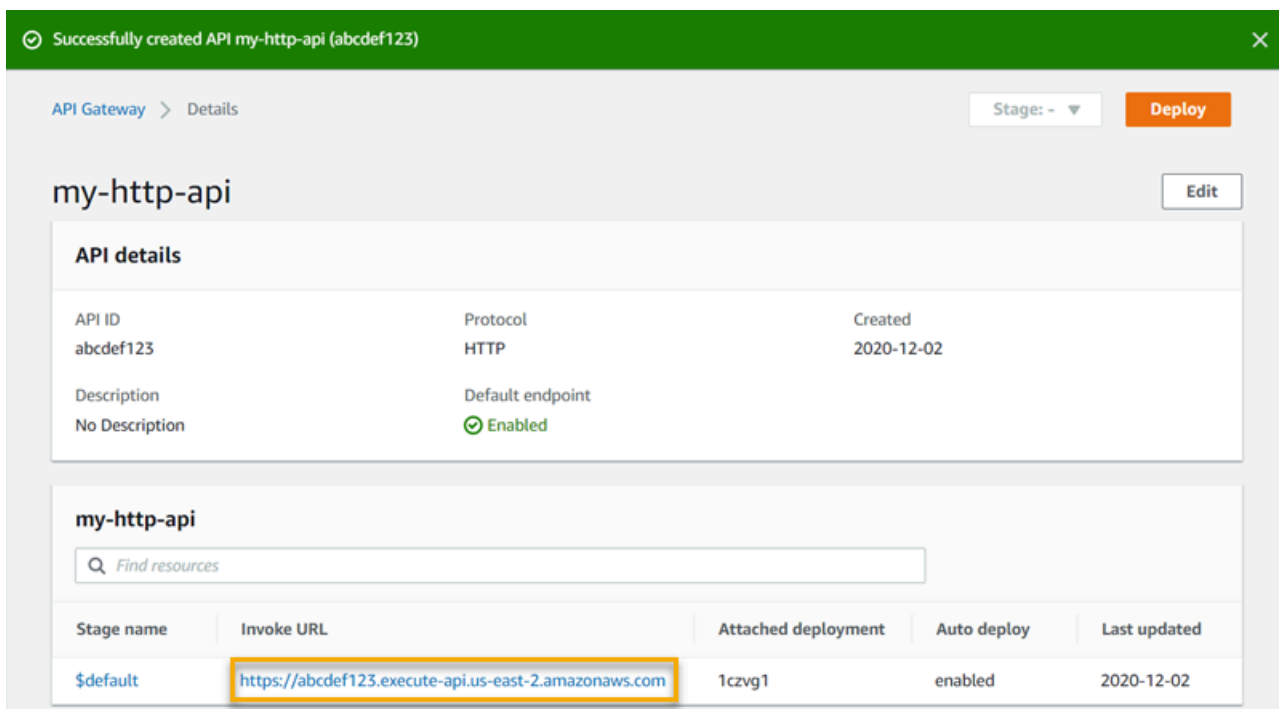 Successfully created API my-http-api (abcdef123)
API Gateway > Details
Stage: -
Deploy
my-http-api
Edit
API details
API ID
Protocol
Created
abcdef123
HTTP
2020-12-02
Description
Default endpoint
No Description
Enabled
my-http-api
Find resources
Stage name
Invoke URL
Attached deployment
Auto deploy
Last updated
$default
https://abcdef123.execute-api.us-east-2.amazonaws.com
1czvg1
enabled
2020-12-02